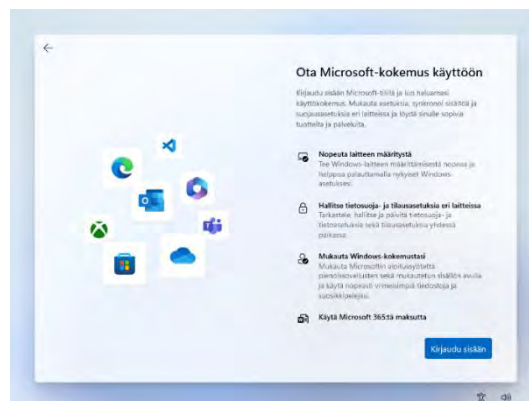 Ota Microsoft-kokemus käyttöön
Kirjaudu sisään Microsoft-tilillä ja luo haluamasi
käyttökokemus. Mukauta asetuksia, synkronoi sisältöä ja
suojausasetuksia eri laitteissa ja löydä sinulle sopivia
tuotteita ja palveluita.
Nopeuta laitteen määritystä
Tee Windows-laitteen määrittämisestä nopeaa ja
helppoa palauttamalla nykyiset Windows-
asetuksesi.
Hallitse tietosuoja- ja tilausasetuksia eri laitteissa
Tarkastele, hallitse ja päivitä tietosuoja- ja
tietoasetuksia sekä tilausasetuksia yhdessä
paikassa.
Mukauta Windows-kokemustasi
Mukauta Microsoftin aloitussyötettä
pienoissovellusten sekä mukautetun sisällön avulla
ja käytä nopeasti viimeisimpiä tiedostoja ja
suosikkipelejäsi.
Käytä Microsoft 365:tä maksutta
Kirjaudu sisään